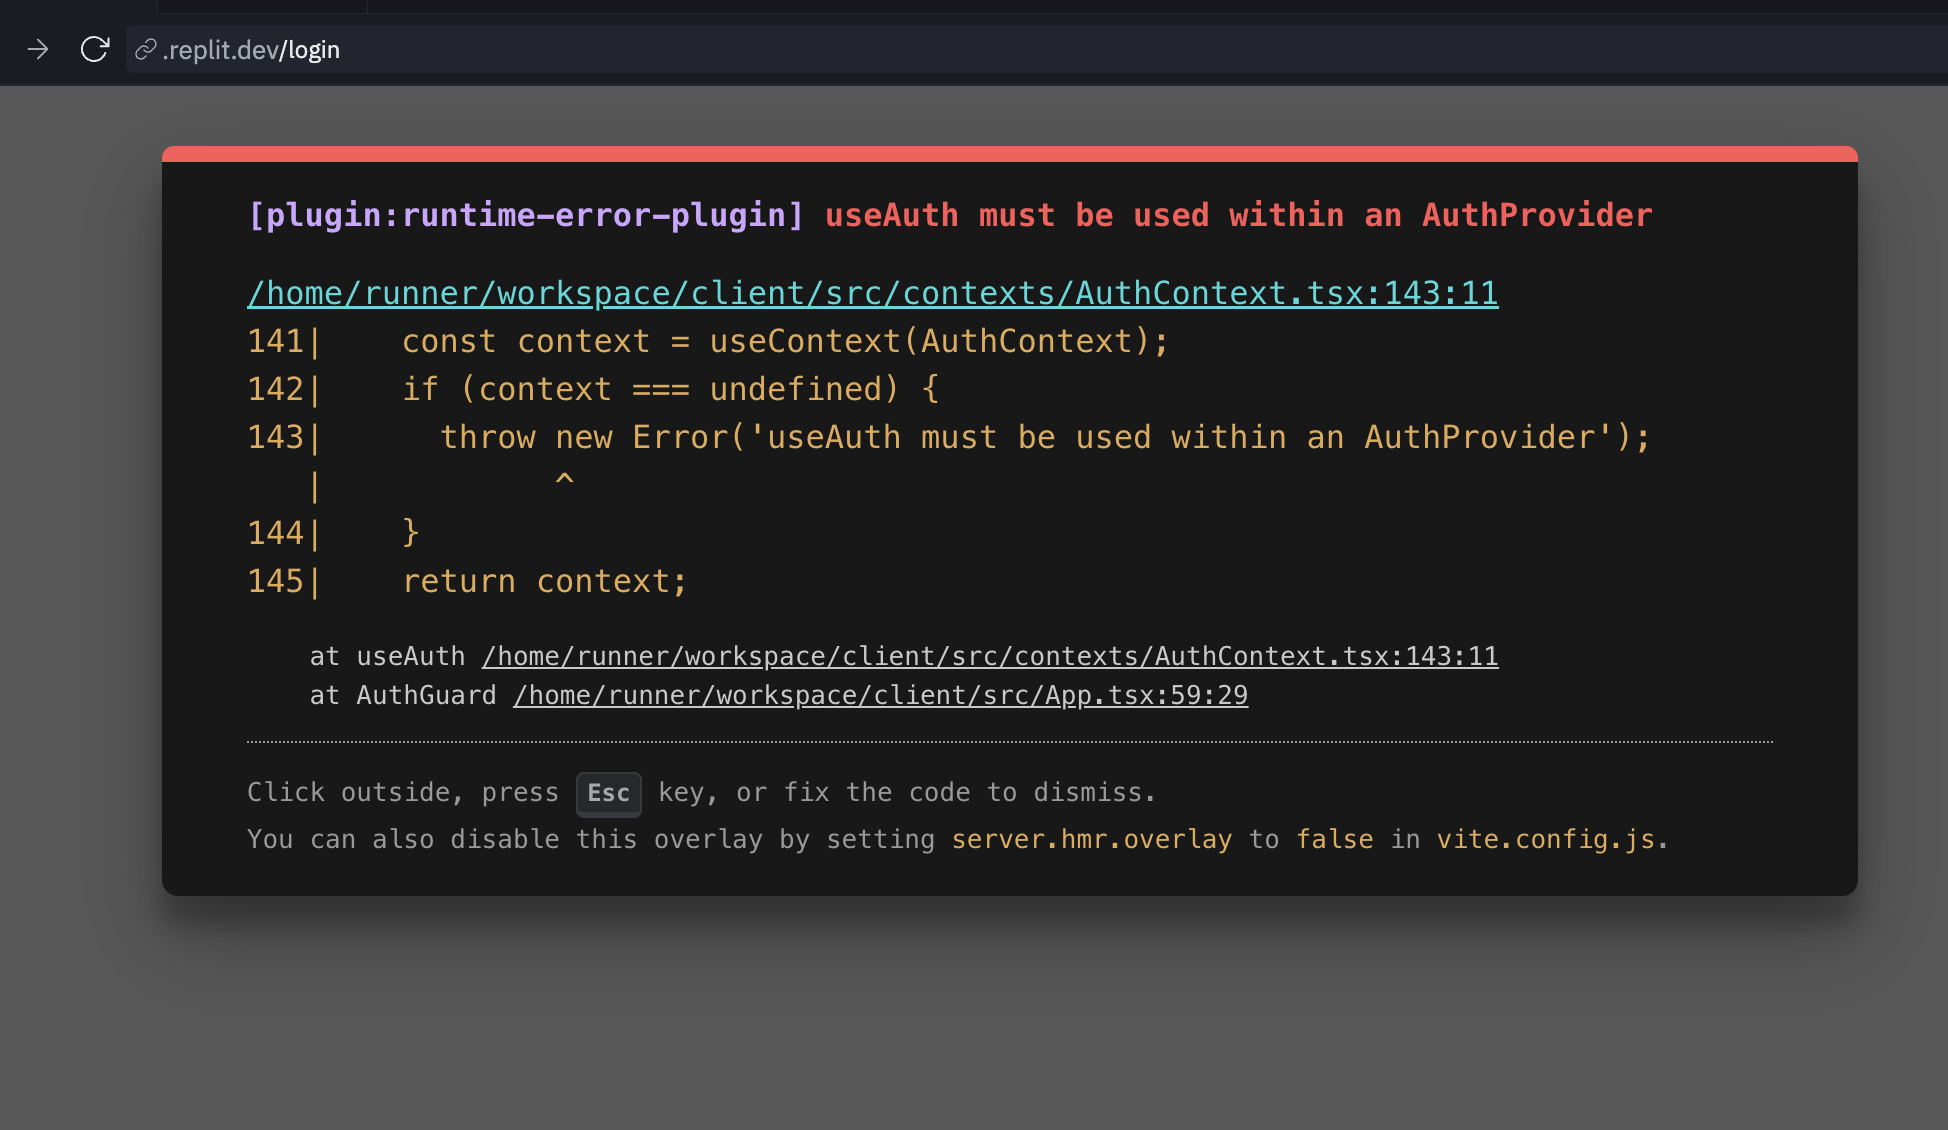 .replit.dev/login
[plugin:runtime-error-plugin] useAuth must be used within an AuthProvider
/home/runner/workspace/client/src/contexts/AuthContext.tsx:143:11
141|    const context = useContext(AuthContext);
142|    if (context === undefined) {
143|      throw new Error('useAuth must be used within an AuthProvider');
   |            ^
144|    }
145|    return context;
    at useAuth /home/runner/workspace/client/src/contexts/AuthContext.tsx:143:11
    at AuthGuard /home/runner/workspace/client/src/App.tsx:59:29
Click outside, press Esc key, or fix the code to dismiss.
You can also disable this overlay by setting server.hmr.overlay to false in vite.config.js.